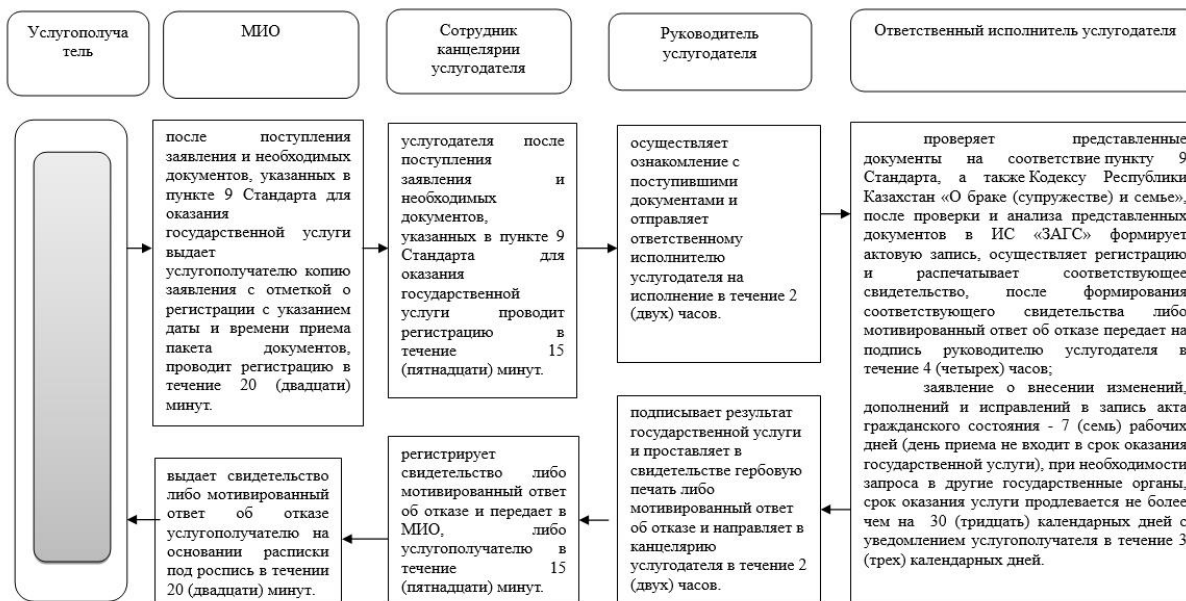 Услугополуча
тель
МИО
Сотрудник
канцелярии
услугодателя
Руководитель
услугодателя
Ответственный исполнитель услугодателя
после поступления
заявления и необходимых
документов, указанных в
пункте 9 Стандарта для
оказания
государственной услуги
выдает
услугополучателю копию
заявления с отметкой о
регистрации с указанием
даты и времени приема
пакета документов,
проводит регистрацию в
течение 20 (двадцати)
минут.
услугодателя после
поступления
заявления и
необходимых
документов,
указанных в пункте 9
Стандарта для
оказания
государственной
услуги проводит
регистрацию в
течение 15
(пятнадцати) минут.
осуществляет
ознакомление с
поступившими
документами и
отправляет
ответственному
исполнителю
услугодателя на
исполнение в течение 2
(двух) часов.
проверяет представленные
документы на соответствие пункту 9
Стандарта, а также Кодексу Республики
Казахстан «О браке (супружестве) и семье»,
после проверки и анализа представленных
документов в ИС «ЗАГС» формирует
актовую запись, осуществляет регистрацию
и распечатывает соответствующее
свидетельство, после формирования
соответствующего свидетельства либо
мотивированный ответ об отказе передает на
подпись руководителю услугодателя в
течение 4 (четырех) часов;
заявление о внесении изменений,
дополнений и исправлений в запись акта
гражданского состояния - 7 (семь) рабочих
дней (день приема не входит в срок оказания
государственной услуги), при необходимости
запроса в другие государственные органы,
срок оказания услуги продлевается не более
чем на 30 (тридцать) календарных дней с
уведомлением услугополучателя в течение 3
(трех) календарных дней.
подписывает результат
государственной услуги
и проставляет в
свидетельстве гербовую
печать либо
мотивированный ответ
об отказе и направляет в
канцелярию
услугодателя в течение 2
(двух) часов.
регистрирует
свидетельство либо
мотивированный ответ
об отказе и передает в
МИО, либо
услугополучателю в
течение 15
(пятнадцати) минут.
выдает свидетельство
либо мотивированный
ответ об отказе
услугополучателю на
основании расписки
под роспись в течении
20 (двадцати) минут.